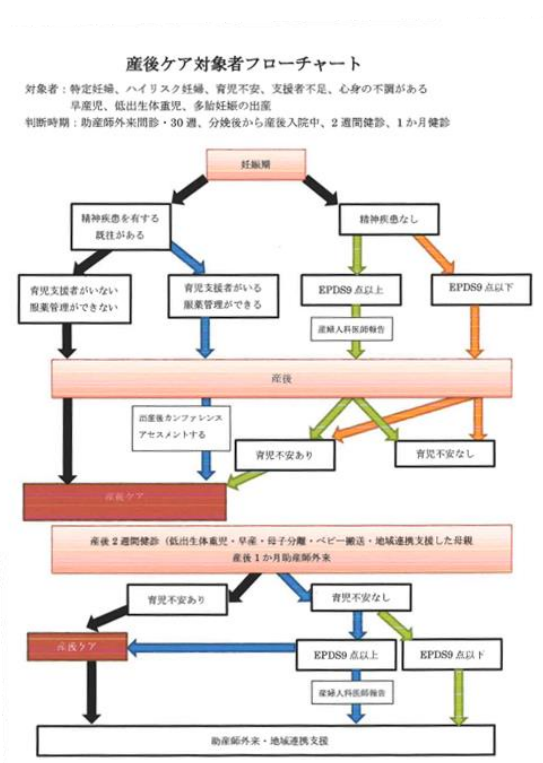 産後ケア対象者フローチャート
対象者：特定妊婦、ハイリスク妊婦、育児不安、支援者不足、心身の不調がある
早産児、低出生体重児、多胎妊娠の出産
判断時期：助産師外来問診・30週、分娩後から産後入院中、2週間健診、1か月健診
妊娠期
精神疾患を有する
既往がある
精神疾患なし
育児支援者がいない
服薬管理ができない
育児支援者がいる
服薬管理ができる
EPDS9点以上
EPDS9点以下
産婦人科医師報告
産後
出産後カンファレンス
アセスメントする
育児不安あり
育児不安なし
産後ケア
産後2週間健診（低出生体重児・早産・母子分離・ベビー搬送・地域連携支援した母親
産後1か月助産師外来
育児不安あり
育児不安なし
産後ケア
EPDS9点以上
EPDS9点以下
産婦人科医師報告
助産師外来・地域連携支援